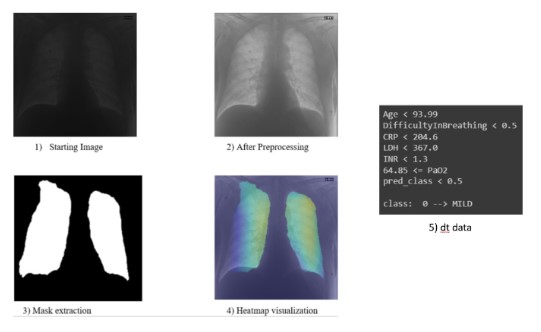 1) Starting Image
2) After Preprocessing
3) Mask extraction
4) Heatmap visualization
Age < 93.99
DifficultyInBreathing < 0.5
CRP < 204.6
LDH < 367.0
INR < 1.3
64.85 <= PaO2
pred_class < 0.5
class: 0 --> MILD
5) dt data